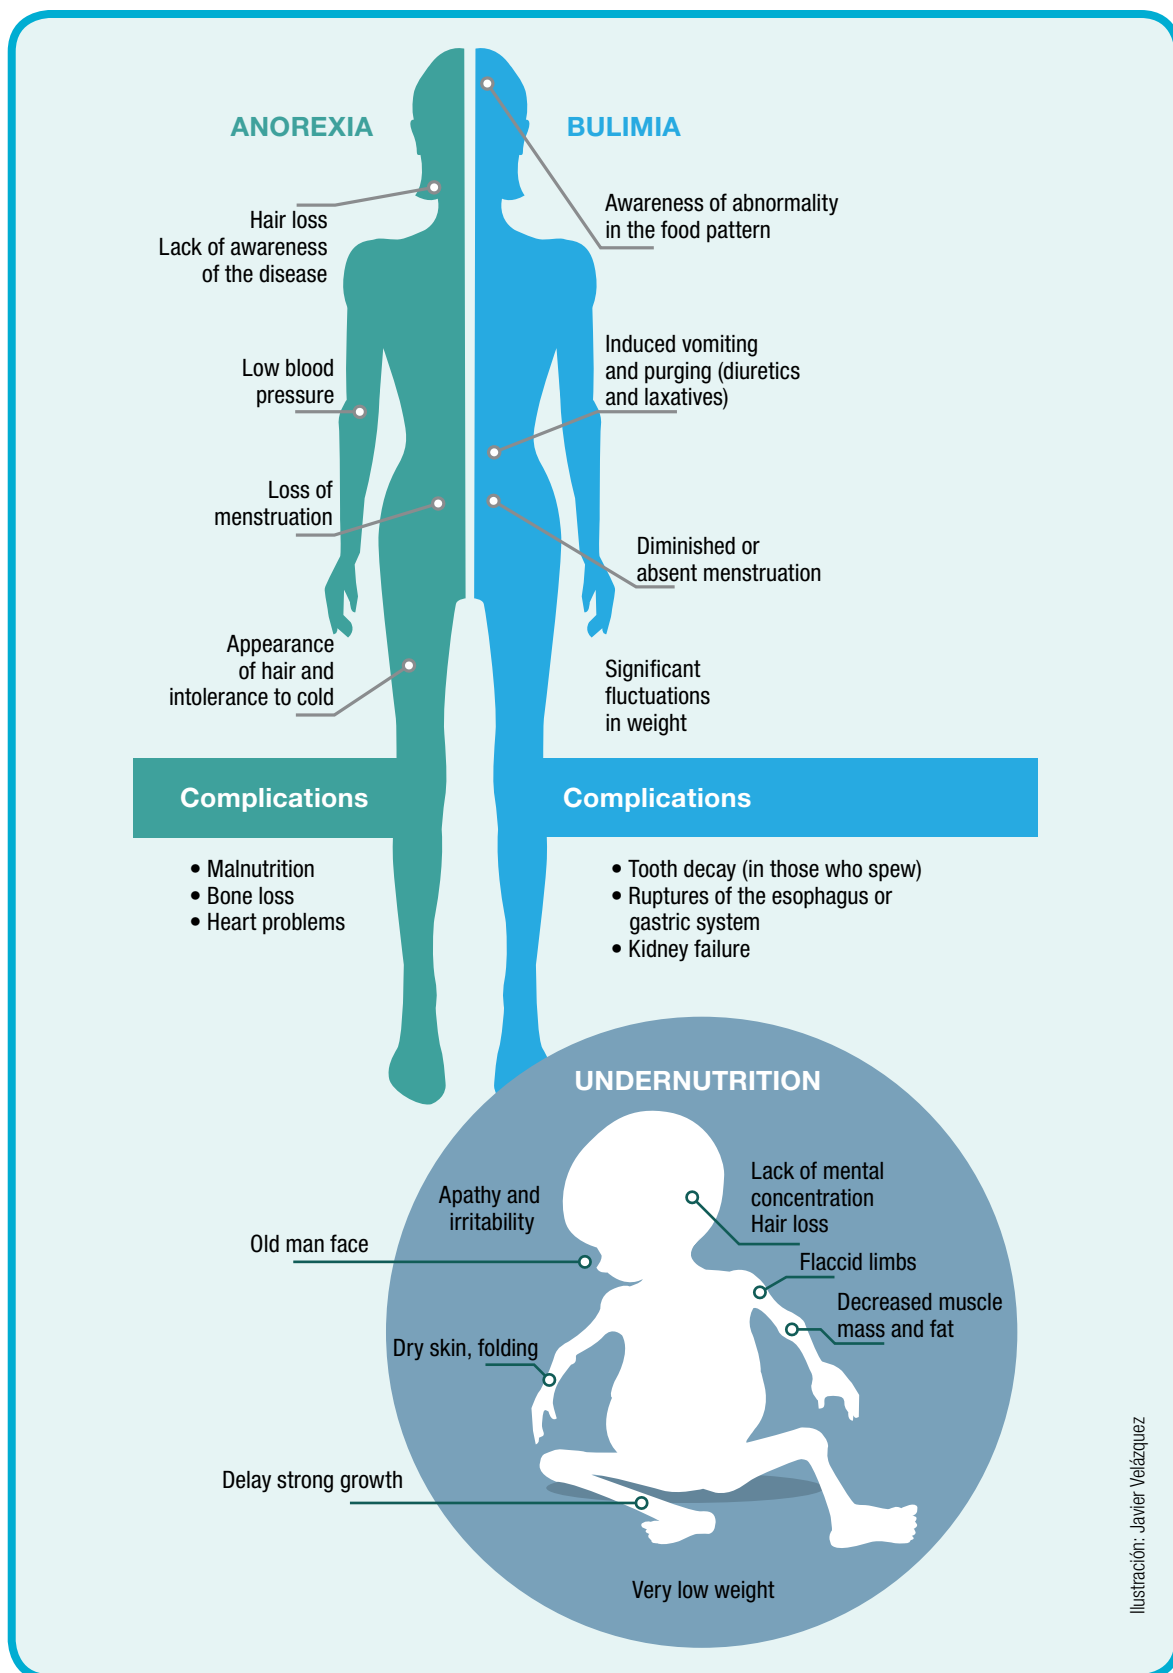 ANOREXIA
Hair loss
Lack of awareness
of the disease
Low blood
pressure
Loss of
menstruation
Appearance
of hair and
intolerance to cold
Complications
• Malnutrition
• Bone loss
• Heart problems
BULIMIA
Awareness of abnormality
in the food pattern
Induced vomiting
and purging (diuretics
and laxatives)
Diminished or
absent menstruation
Significant
fluctuations
in weight
Complications
• Tooth decay (in those who spew)
• Ruptures of the esophagus or
gastric system
• Kidney failure
UNDERNUTRITION
Apathy and
irritability
Old man face
Dry skin, folding
Delay strong growth
Lack of mental
concentration
Hair loss
Flaccid limbs
Decreased muscle
mass and fat
Very low weight
Ilustración: Javier Velázquez